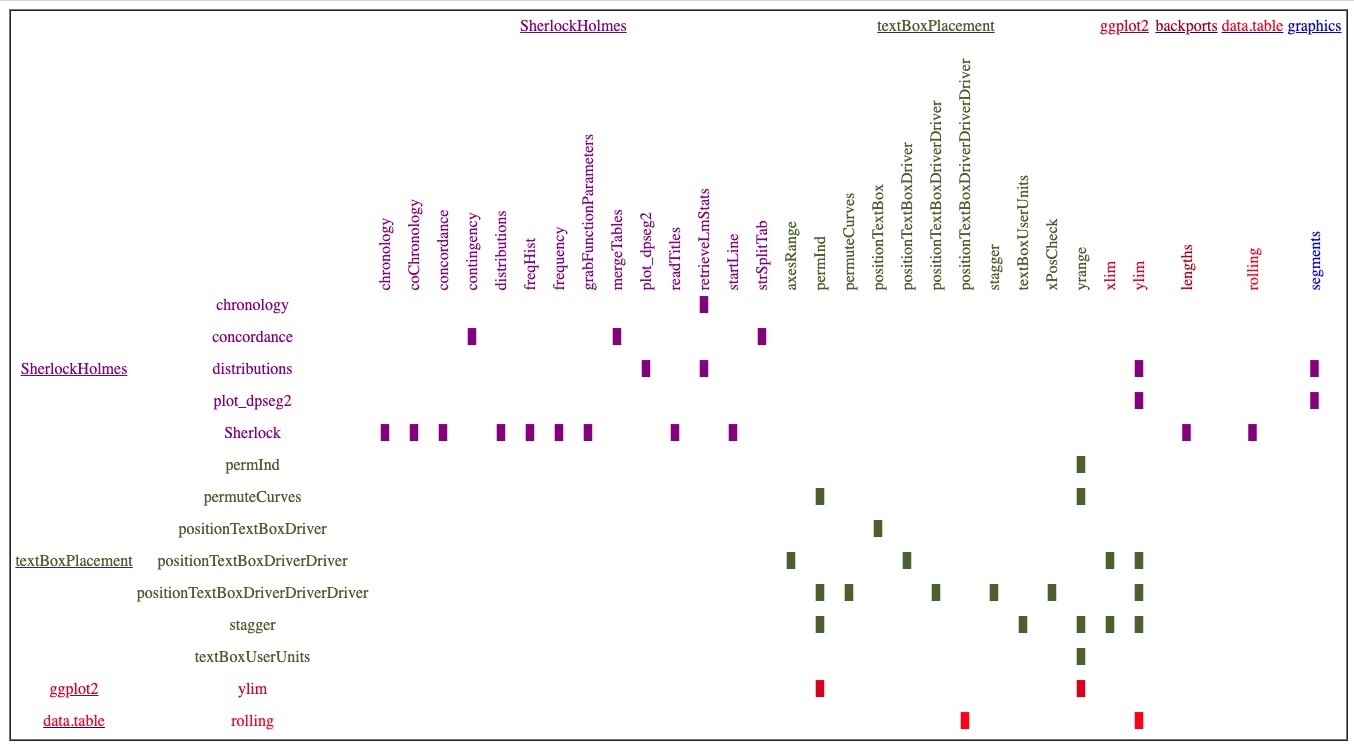 SherlockHolmes textBoxPlacement ggplot2 backports data.table graphics
chronology
coChronology
concordance
contingency
distributions
freqHist
frequency
grabFunctionParameters
mergeTables
plot_dpseg2
readTitles
retrieveLmStats
startLine
strSplitTab
axesRange
permInd
permuteCurves
positionTextBox
positionTextBoxDriver
positionTextBoxDriverDriver
positionTextBoxDriverDriverDriver
stagger
textBoxUserUnits
xPosCheck
yrange
xlim
ylim
lengths
rolling
segments
chronology
concordance
SherlockHolmes distributions
plot_dpseg2
Sherlock
permInd
permuteCurves
positionTextBoxDriver
textBoxPlacement positionTextBoxDriverDriver
positionTextBoxDriverDriverDriver
stagger
textBoxUserUnits
ggplot2 ylim
data.table rolling